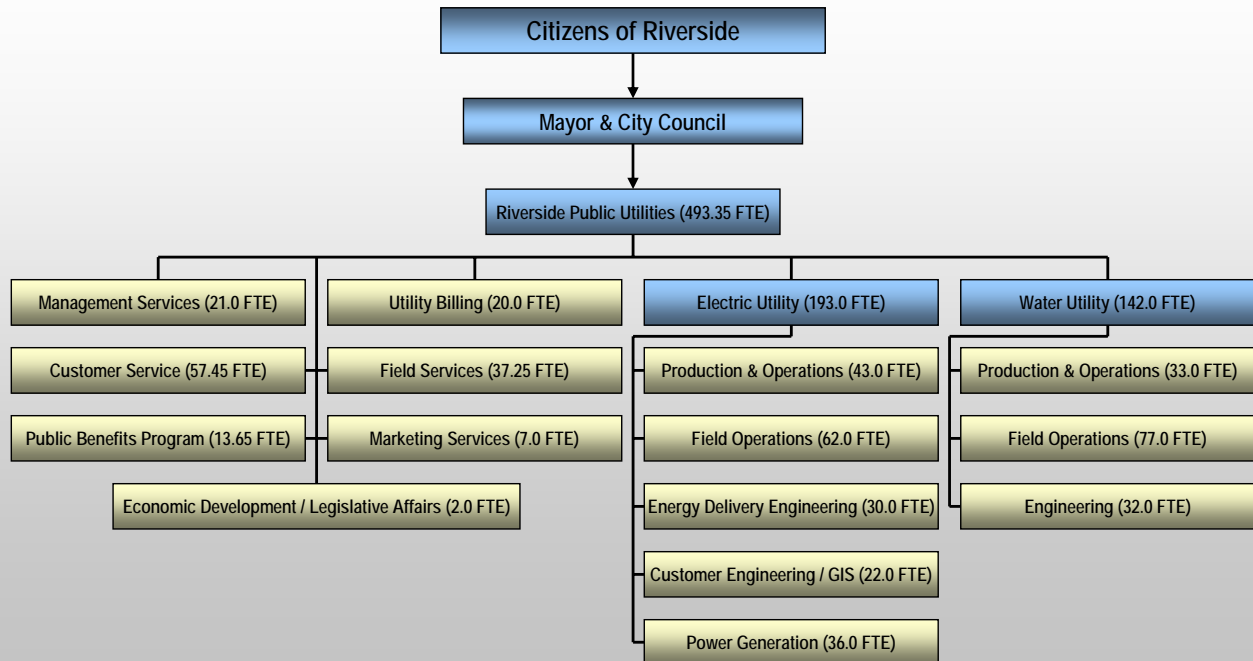 Citizens of Riverside
Mayor & City Council
Riverside Public Utilities (493.35 FTE)
Management Services (21.0 FTE)
Utility Billing (20.0 FTE)
Electric Utility (193.0 FTE)
Water Utility (142.0 FTE)
Customer Service (57.45 FTE)
Field Services (37.25 FTE)
Production & Operations (43.0 FTE)
Production & Operations (33.0 FTE)
Public Benefits Program (13.65 FTE)
Marketing Services (7.0 FTE)
Field Operations (62.0 FTE)
Field Operations (77.0 FTE)
Economic Development / Legislative Affairs (2.0 FTE)
Energy Delivery Engineering (30.0 FTE)
Engineering (32.0 FTE)
Customer Engineering / GIS (22.0 FTE)
Power Generation (36.0 FTE)